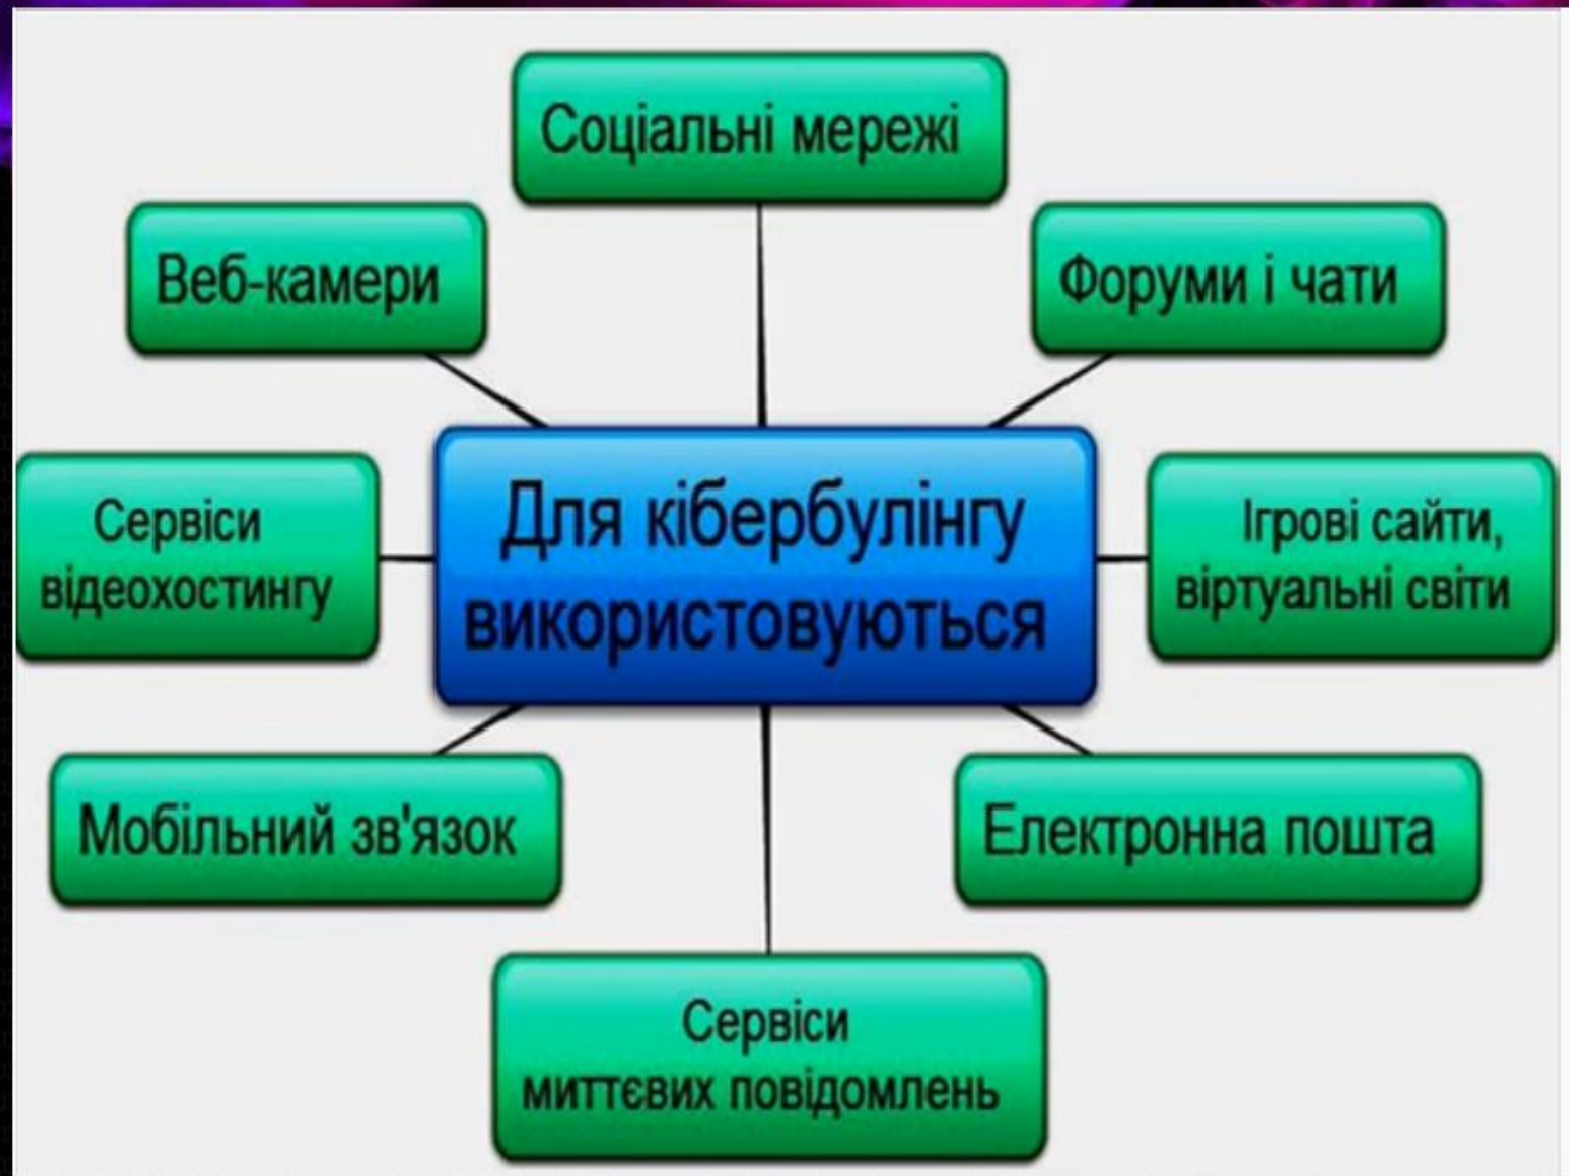 Соціальні мережі
Веб-камери
Форуми і чати
Сервіси
відеохостингу
Для кібербулінгу
використовуються
Ігрові сайти,
віртуальні світи
Мобільний зв'язок
Електронна пошта
Сервіси
миттєвих повідомлень